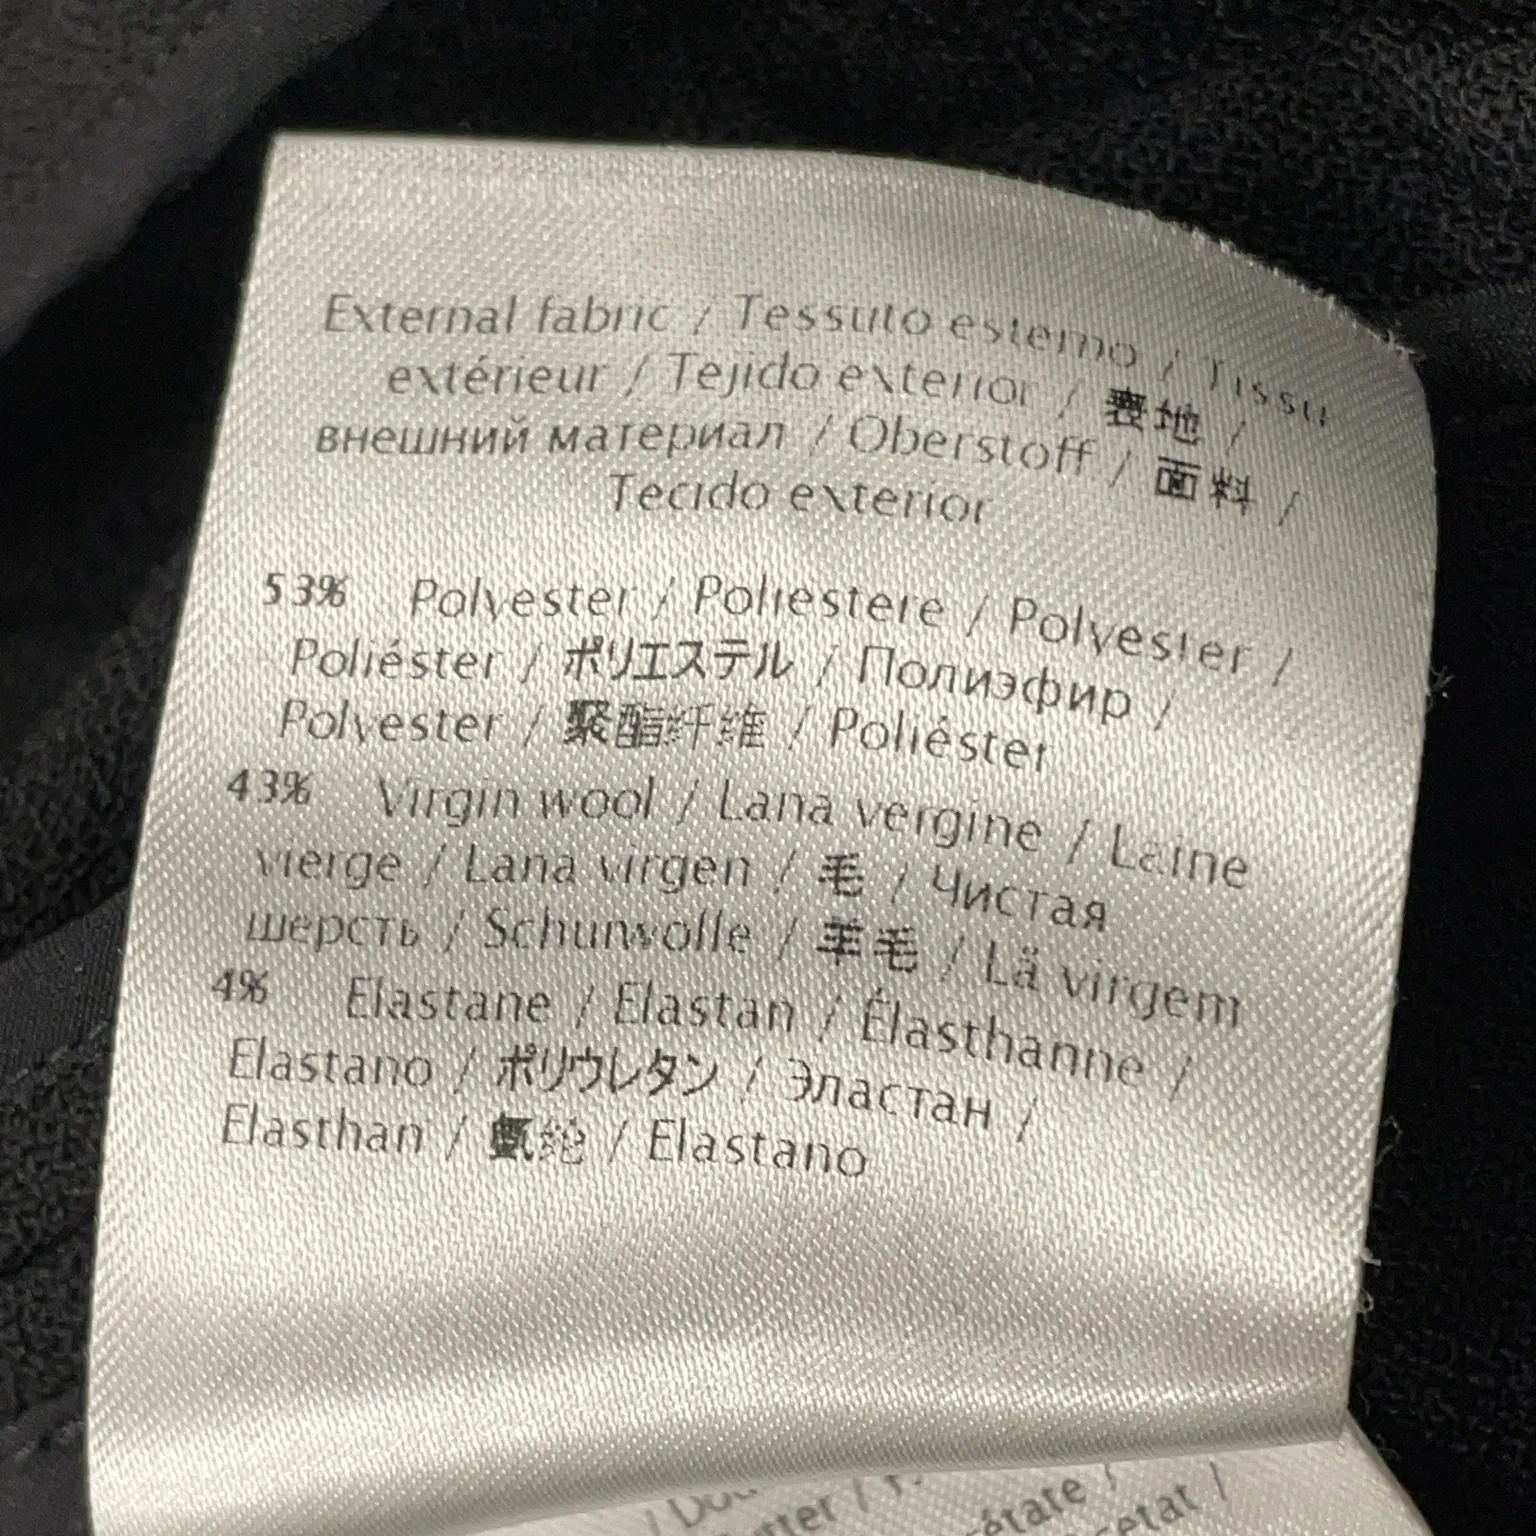 External fabric / Tessuto esterno / Tissu
extérieur / Tejido exterior / 表地 /
внешний материал / Oberstoff / 面料 /
Tecido exterior
53% Polyester / Poliestere / Polyester /
Poliéster / ポリエステル / Полиэфир /
Polyester / 聚酯纤维 / Poliéster
43% Virgin wool / Lana vergine / Laine
vierge / Lana virgen / 毛 / Чистая
шерсть / Schurwolle / 羊毛 / Lä virgem
4% Elastane / Elastan / Élasthanne /
Elastano / ポリウレタン / Эластан /
Elasthan / 氨纶 / Elastano